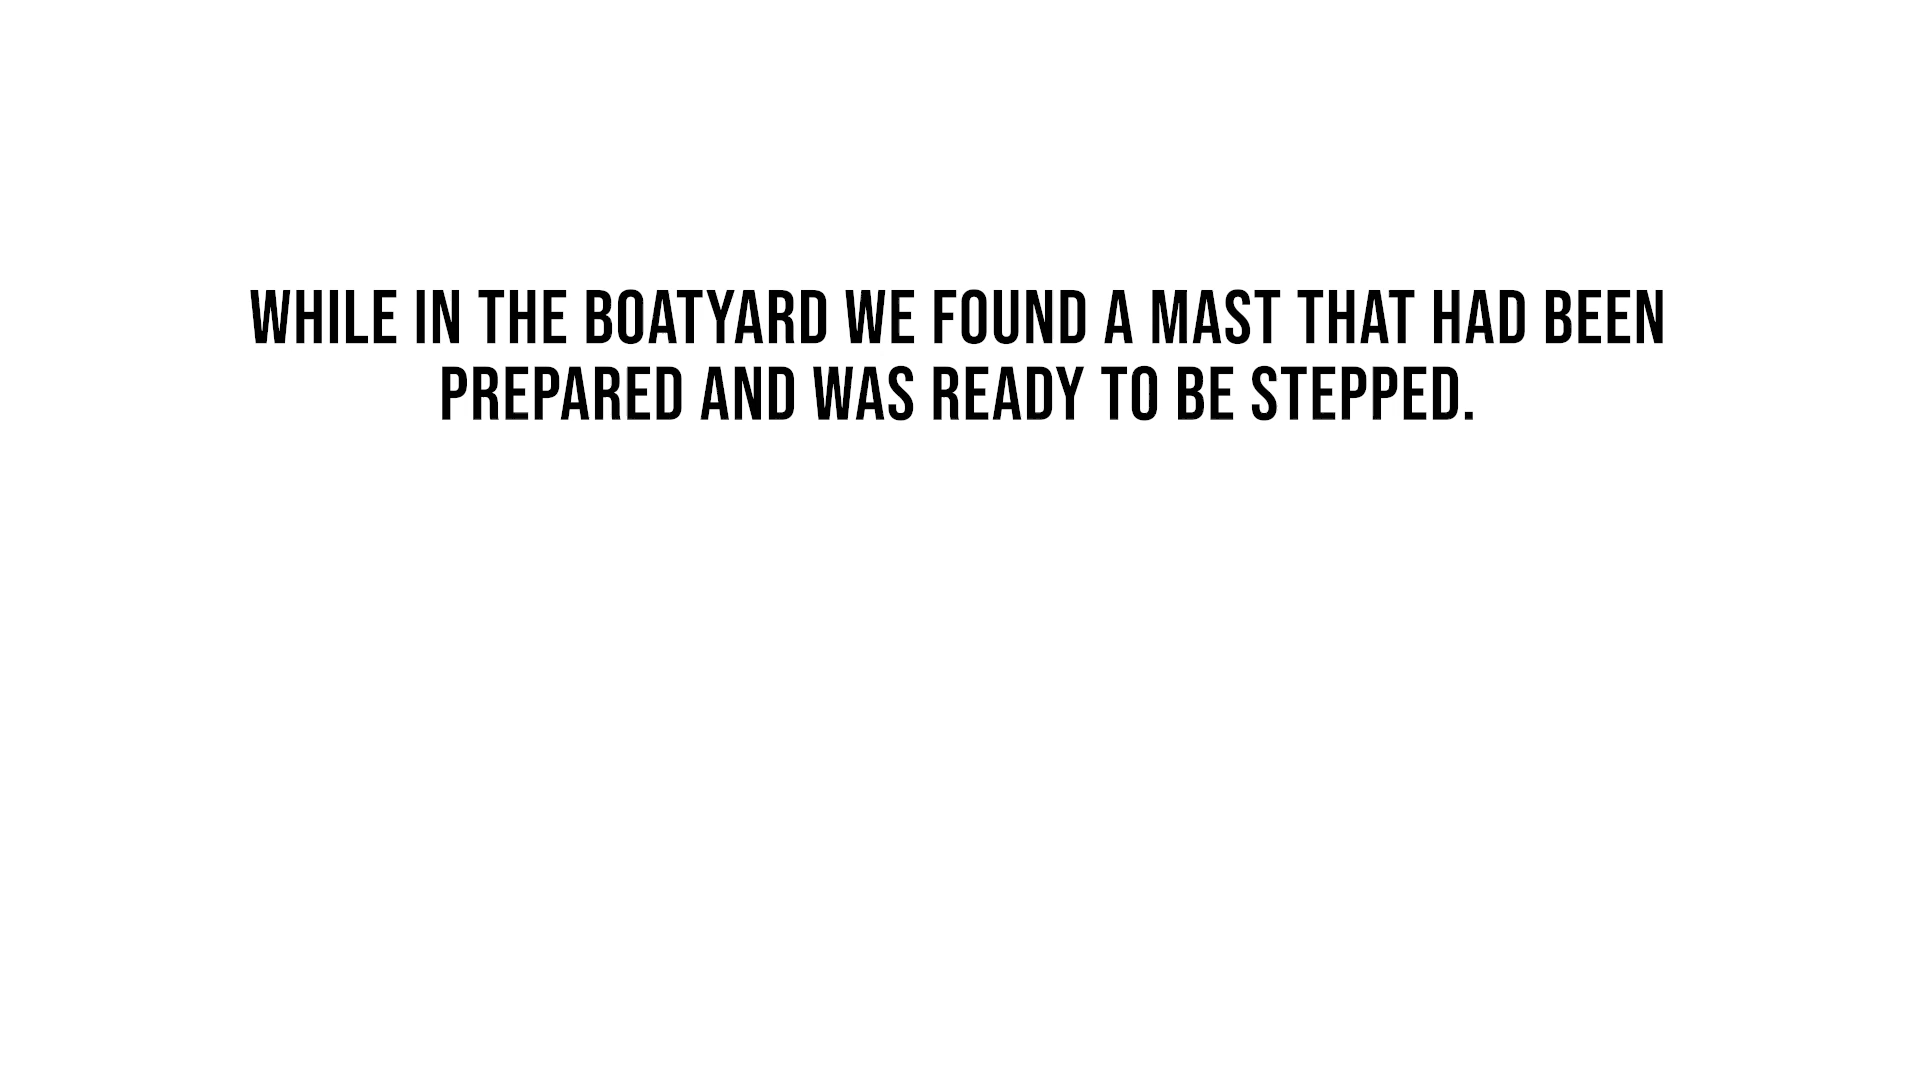 WHILE IN THE BOATYARD WE FOUND A MAST THAT HAD BEEN
PREPARED AND WAS READY TO BE STEPPED.